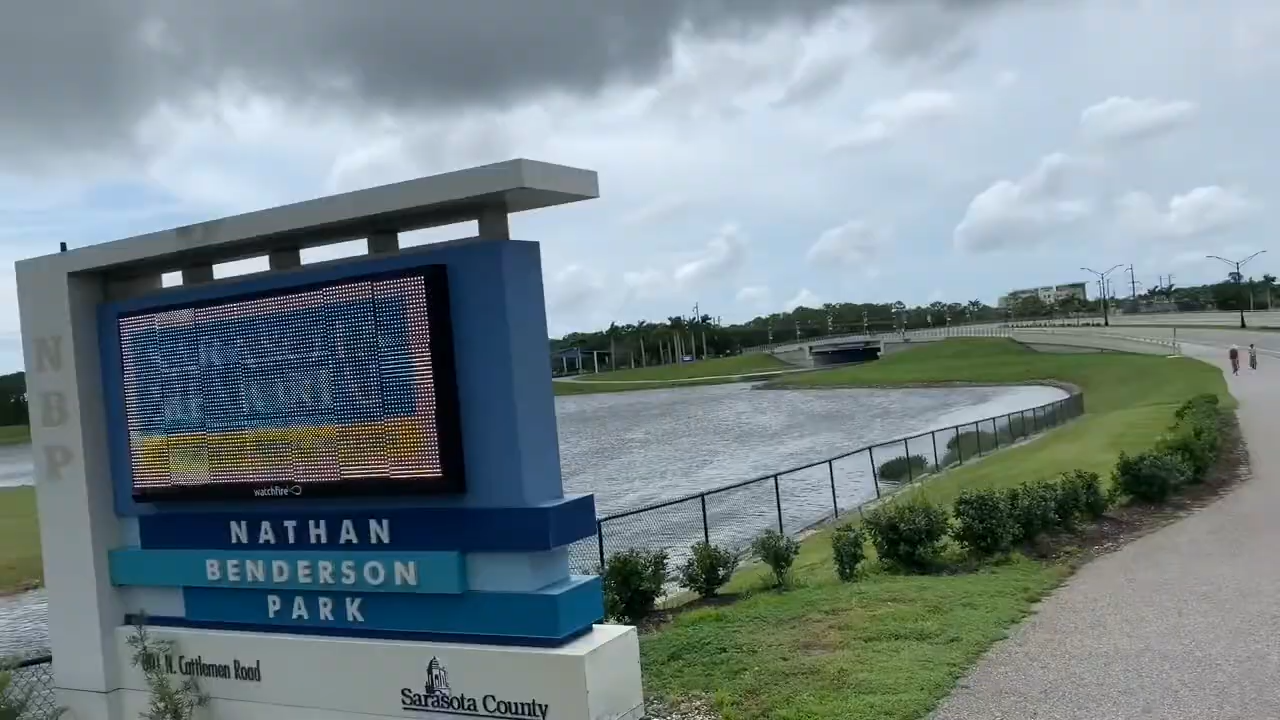 NBP
watchfire
NATHAN
BENDERSON
PARK
N. Cattlemen Road
Sarasota County